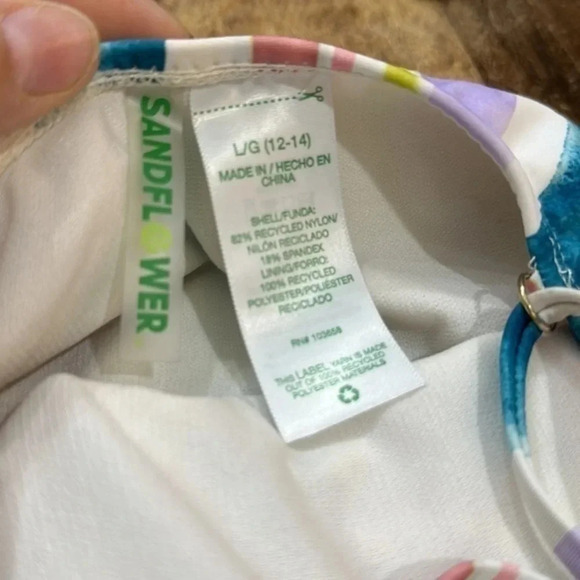 SANDFLOWER
L/G (12-14)
MADE IN / HECHO EN
CHINA
SHELL/FUNDA:
82% RECYCLED NYLON/
NILÓN RECICLADO
18% SPANDEX
LINING/FORRO:
100% RECYCLED
POLYESTER/POLIÉSTER
RECICLADO
RN# 103658
THIS LABEL YARN IS MADE
OUT OF 100% RECYCLED
POLYESTER MATERIALS